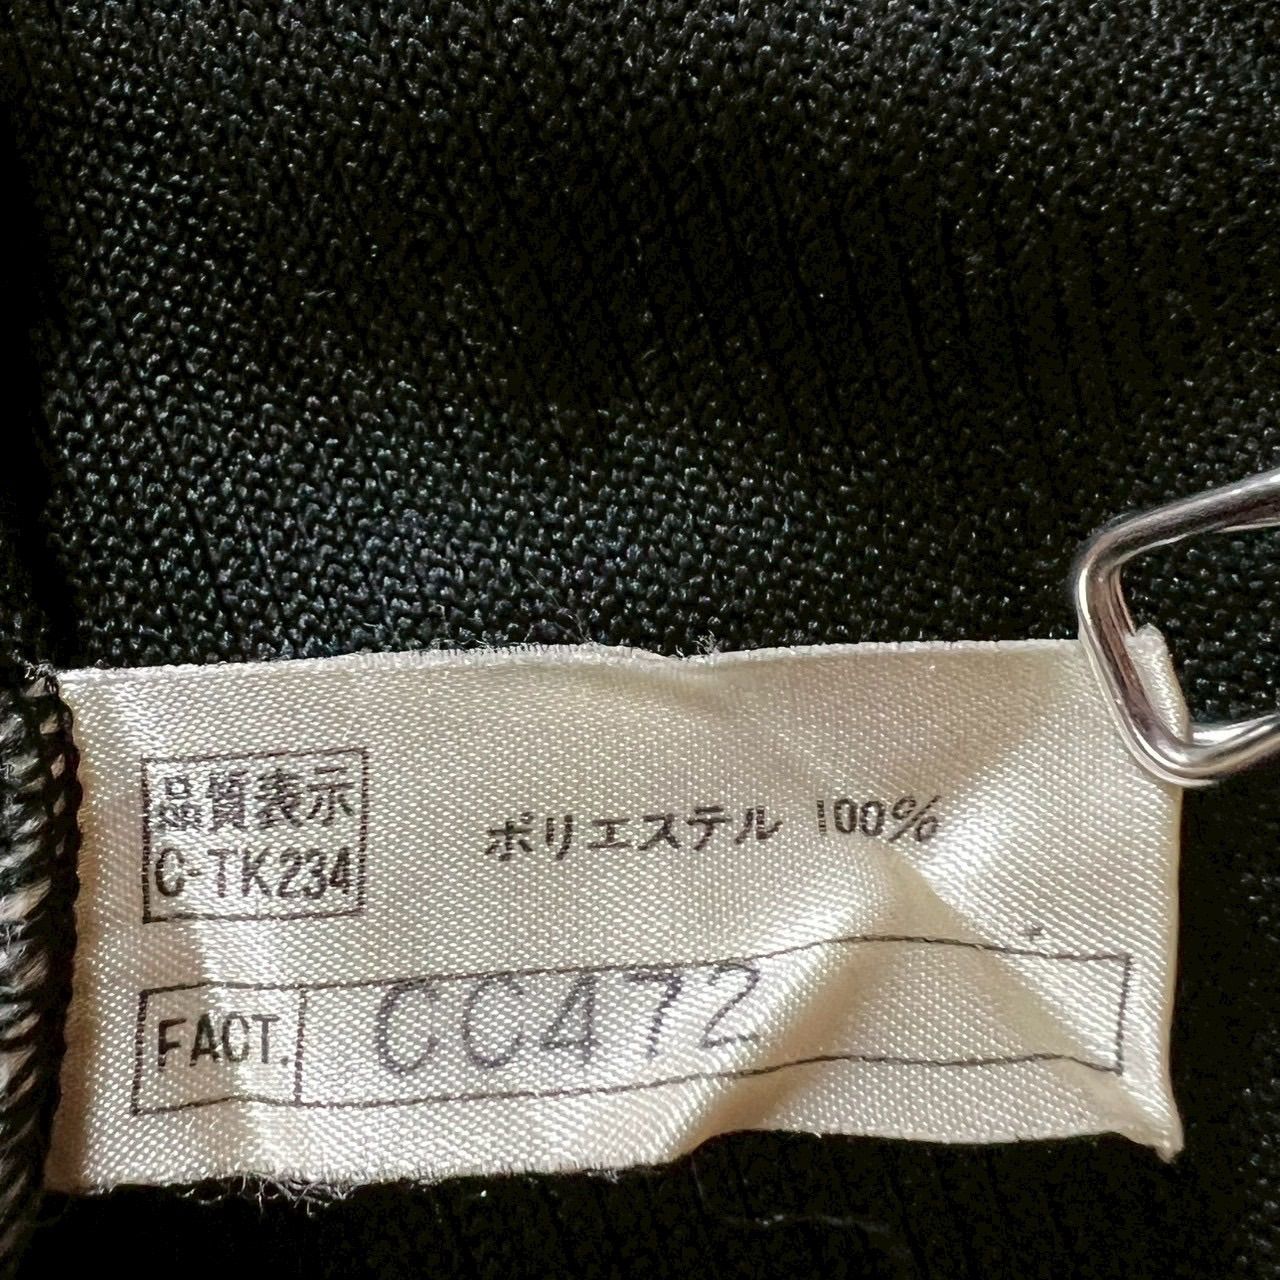 品質表示
C-TK234
ポリエステル 100%
FACT. CC472